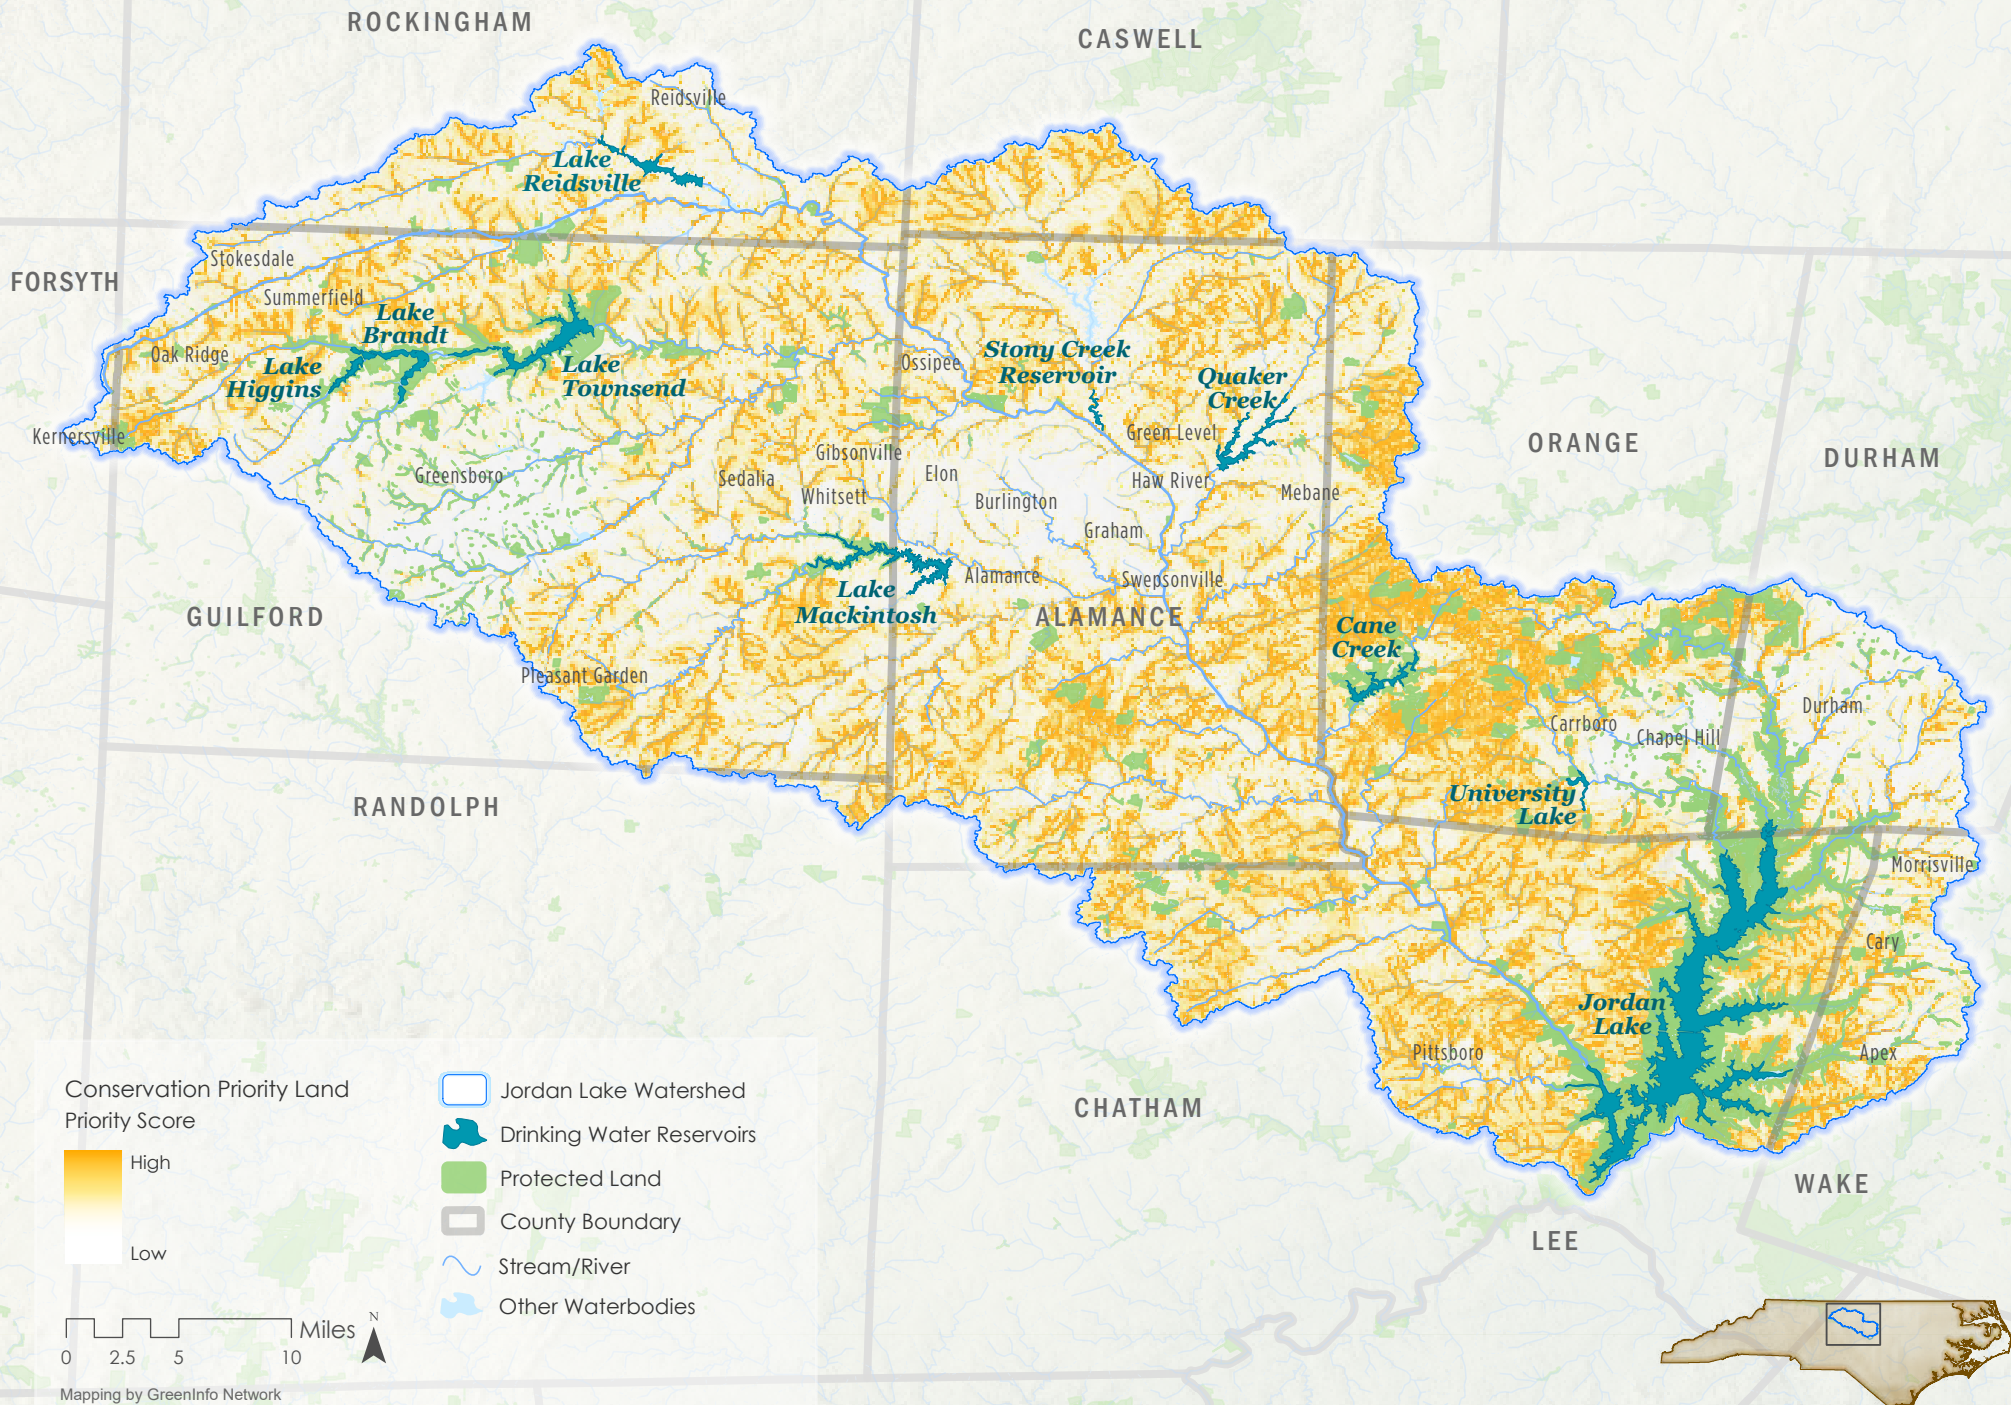 ROCKINGHAM
CASWELL
Reidsville
Lake
Reidsville
FORSYTH
Stokesdale
Summerfield
Lake
Brandt
Oak Ridge
Lake
Higgins
Lake
Townsend
Ossipee
Stony Creek
Reservoir
Quaker
Creek
Kernersville
Green Level
ORANGE
DURHAM
Gibsonville
Greensboro
Sedalia
Elon
Whitsett
Burlington
Haw River
Mebane
Graham
Alamance
Swepsonville
Lake
Mackintosh
GUILFORD
ALAMANCE
Cane
Creek
Pleasant Garden
Carrboro
Chapel Hill
Durham
RANDOLPH
University
Lake
Morrisville
Cary
Jordan
Lake
Pittsboro
Apex
CHATHAM
WAKE
LEE
Conservation Priority Land
Priority Score
High
Low
Jordan Lake Watershed
Drinking Water Reservoirs
Protected Land
County Boundary
Stream/River
Other Waterbodies
Miles
N
0 2.5 5 10
Mapping by GreenInfo Network